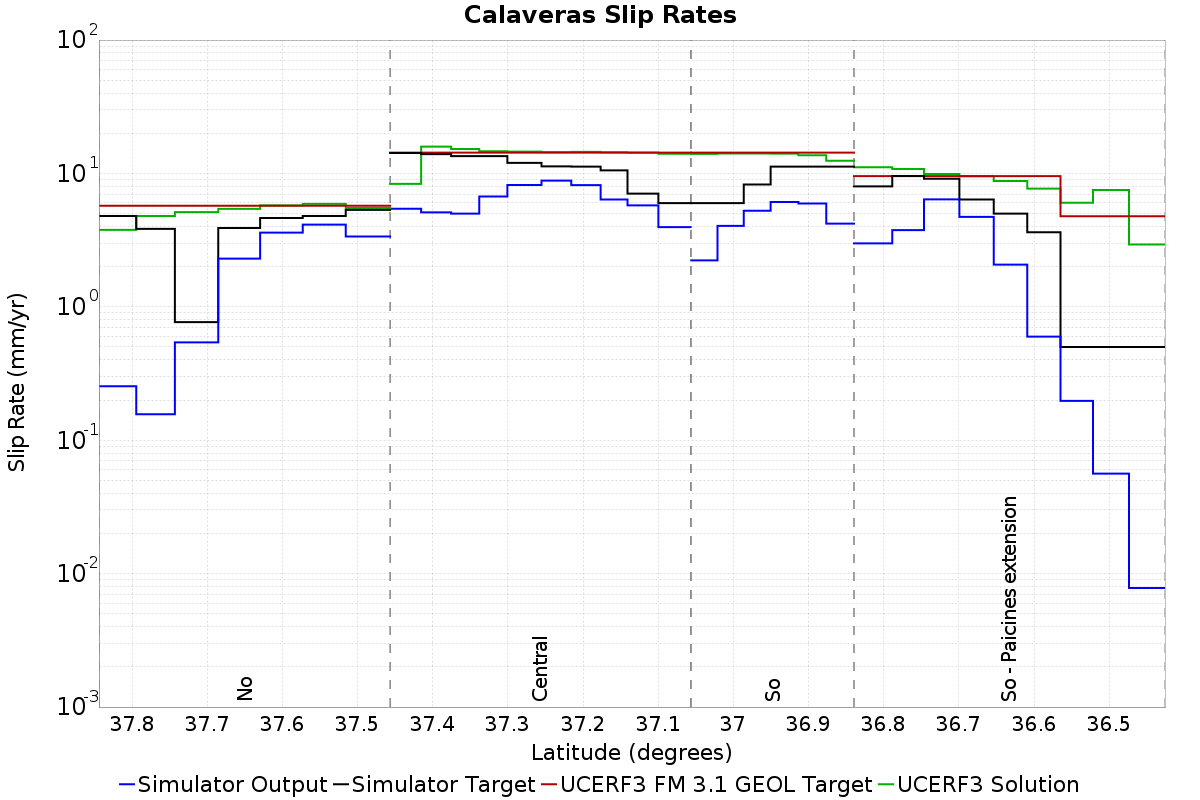 Calaveras Slip Rates
Slip Rate (mm/yr)
10^2
10^1
10^0
10^-1
10^-2
10^-3
No
Central
So
So - Paicines extension
37.8 37.7 37.6 37.5 37.4 37.3 37.2 37.1 37 36.9 36.8 36.7 36.6 36.5
Latitude (degrees)
Simulator Output Simulator Target UCERF3 FM 3.1 GEOL Target UCERF3 Solution